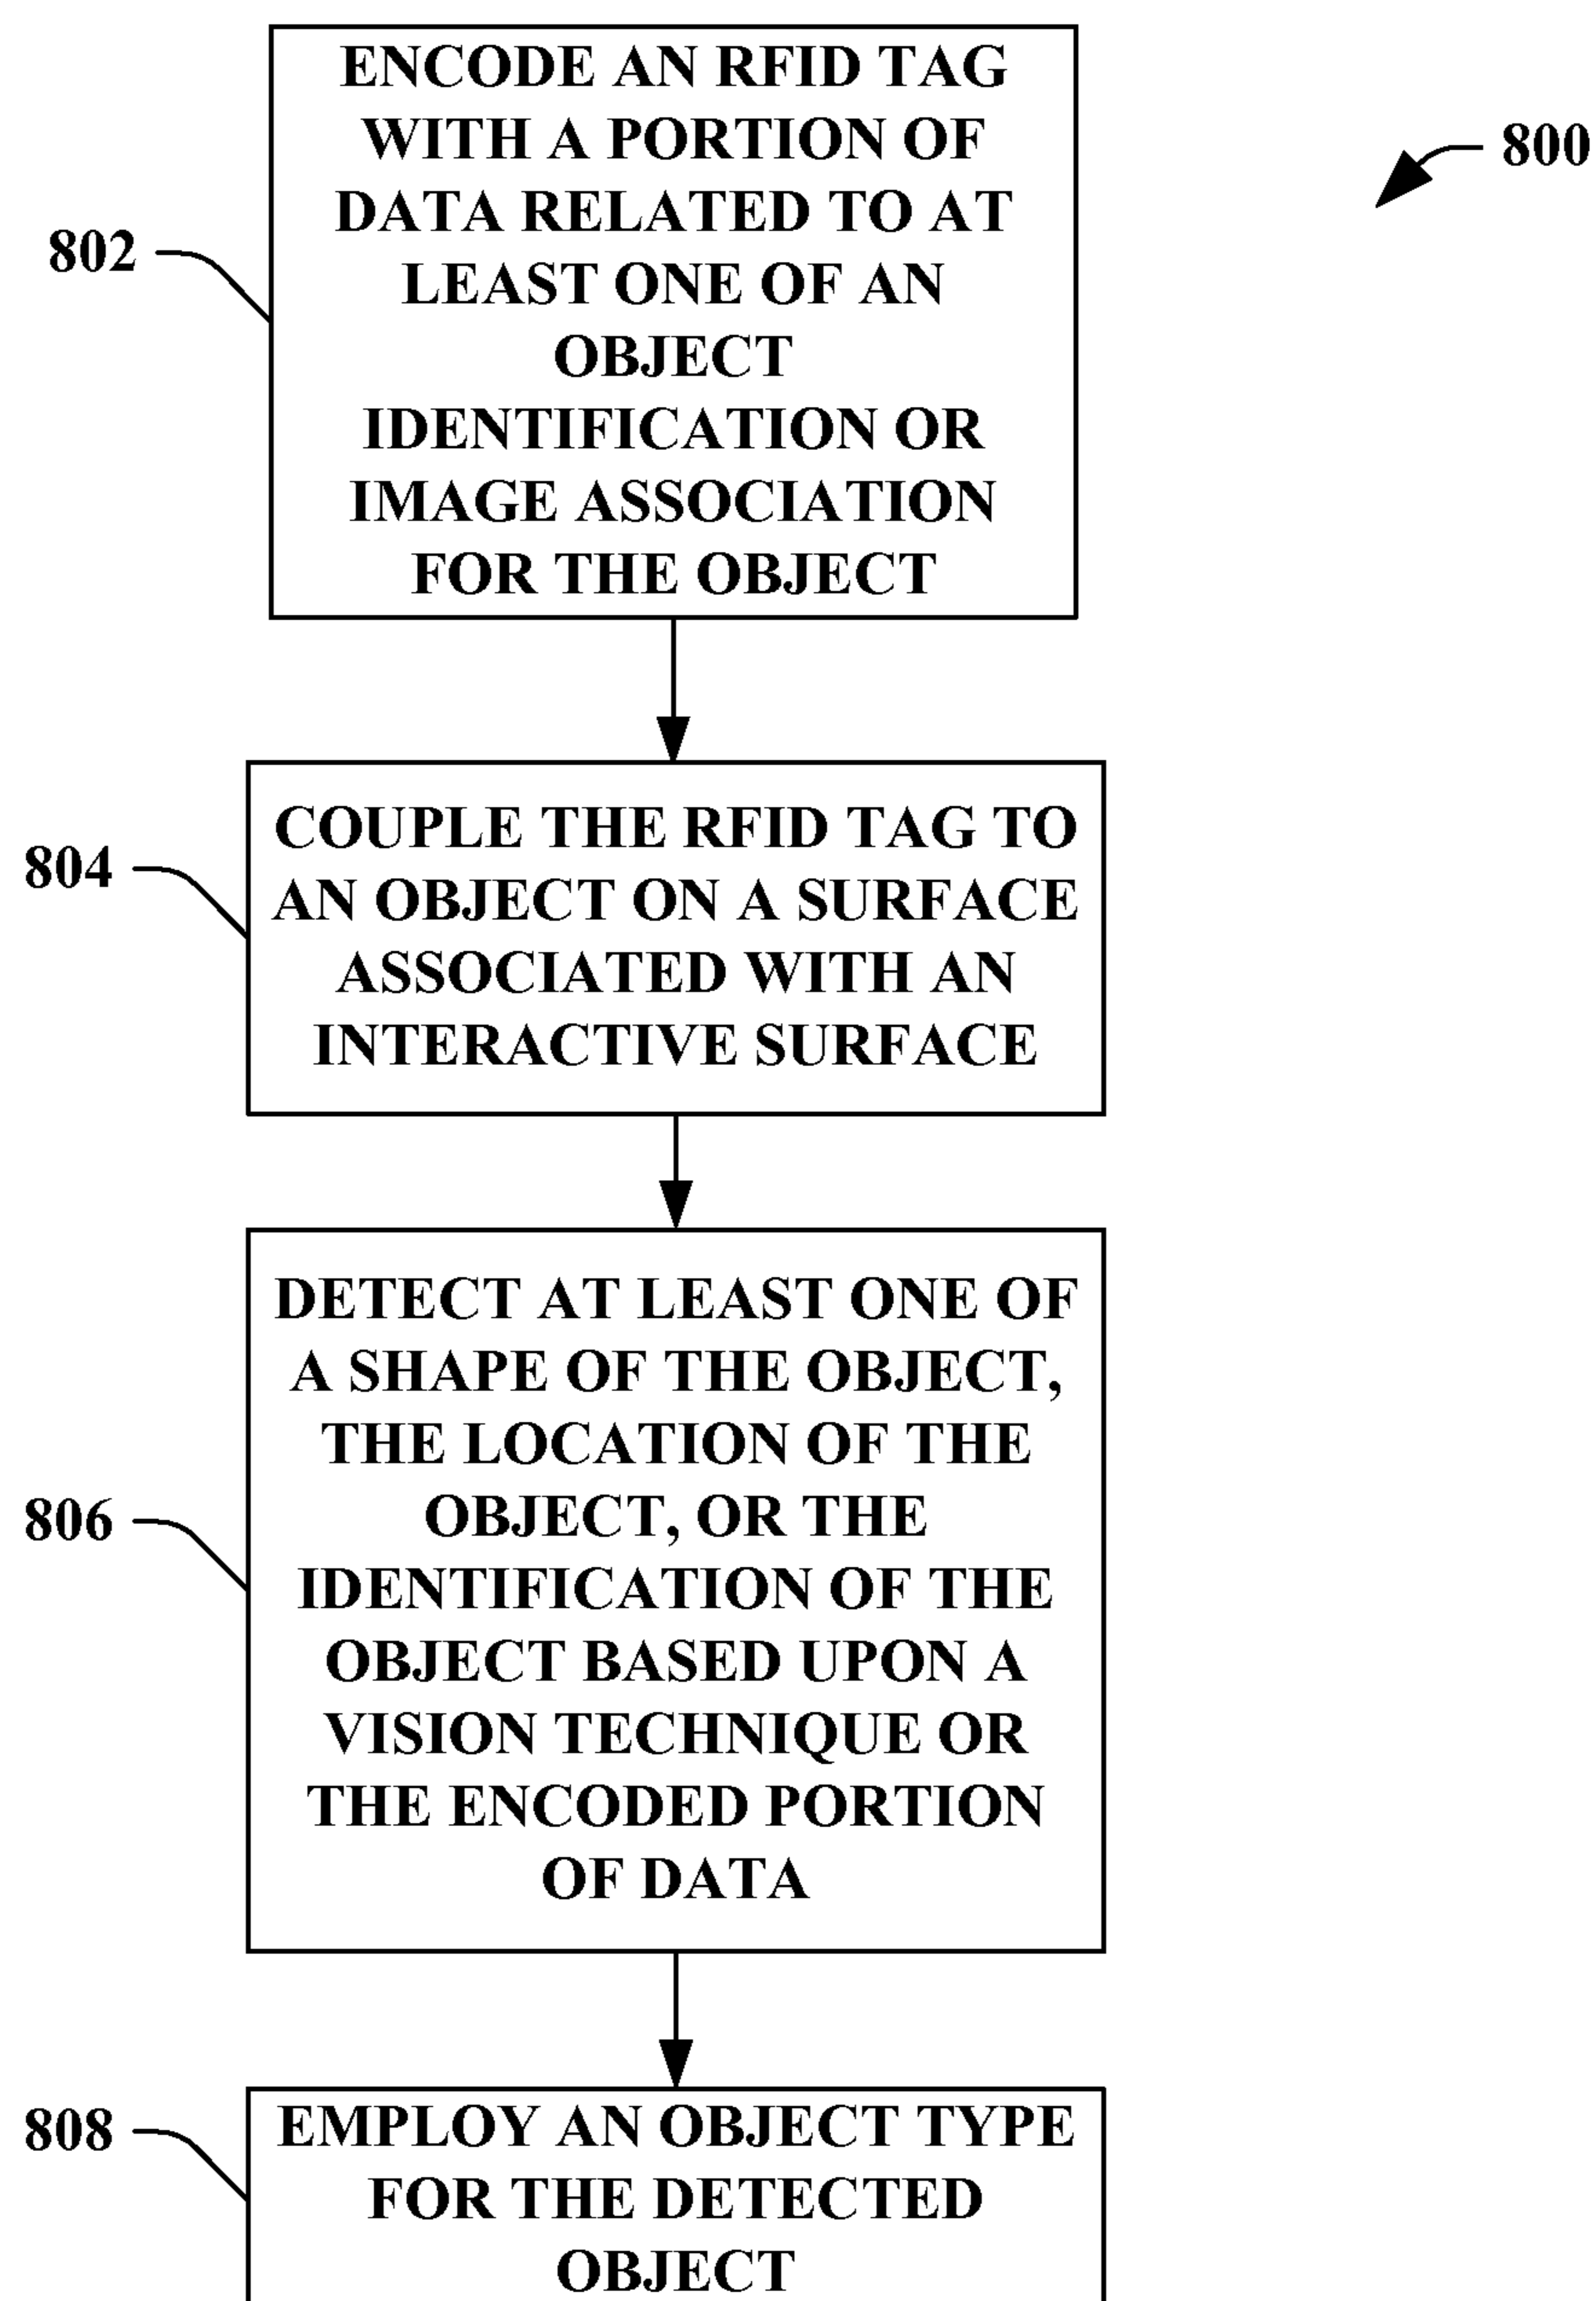 ENCODE AN RFID TAG
WITH A PORTION OF
DATA RELATED TO AT
LEAST ONE OF AN
OBJECT
IDENTIFICATION OR
IMAGE ASSOCIATION
FOR THE OBJECT
800
802
COUPLE THE RFID TAG TO
AN OBJECT ON A SURFACE
ASSOCIATED WITH AN
INTERACTIVE SURFACE
804
DETECT AT LEAST ONE OF
A SHAPE OF THE OBJECT,
THE LOCATION OF THE
OBJECT, OR THE
IDENTIFICATION OF THE
OBJECT BASED UPON A
VISION TECHNIQUE OR
THE ENCODED PORTION
OF DATA
806
EMPLOY AN OBJECT TYPE
FOR THE DETECTED
OBJECT
808